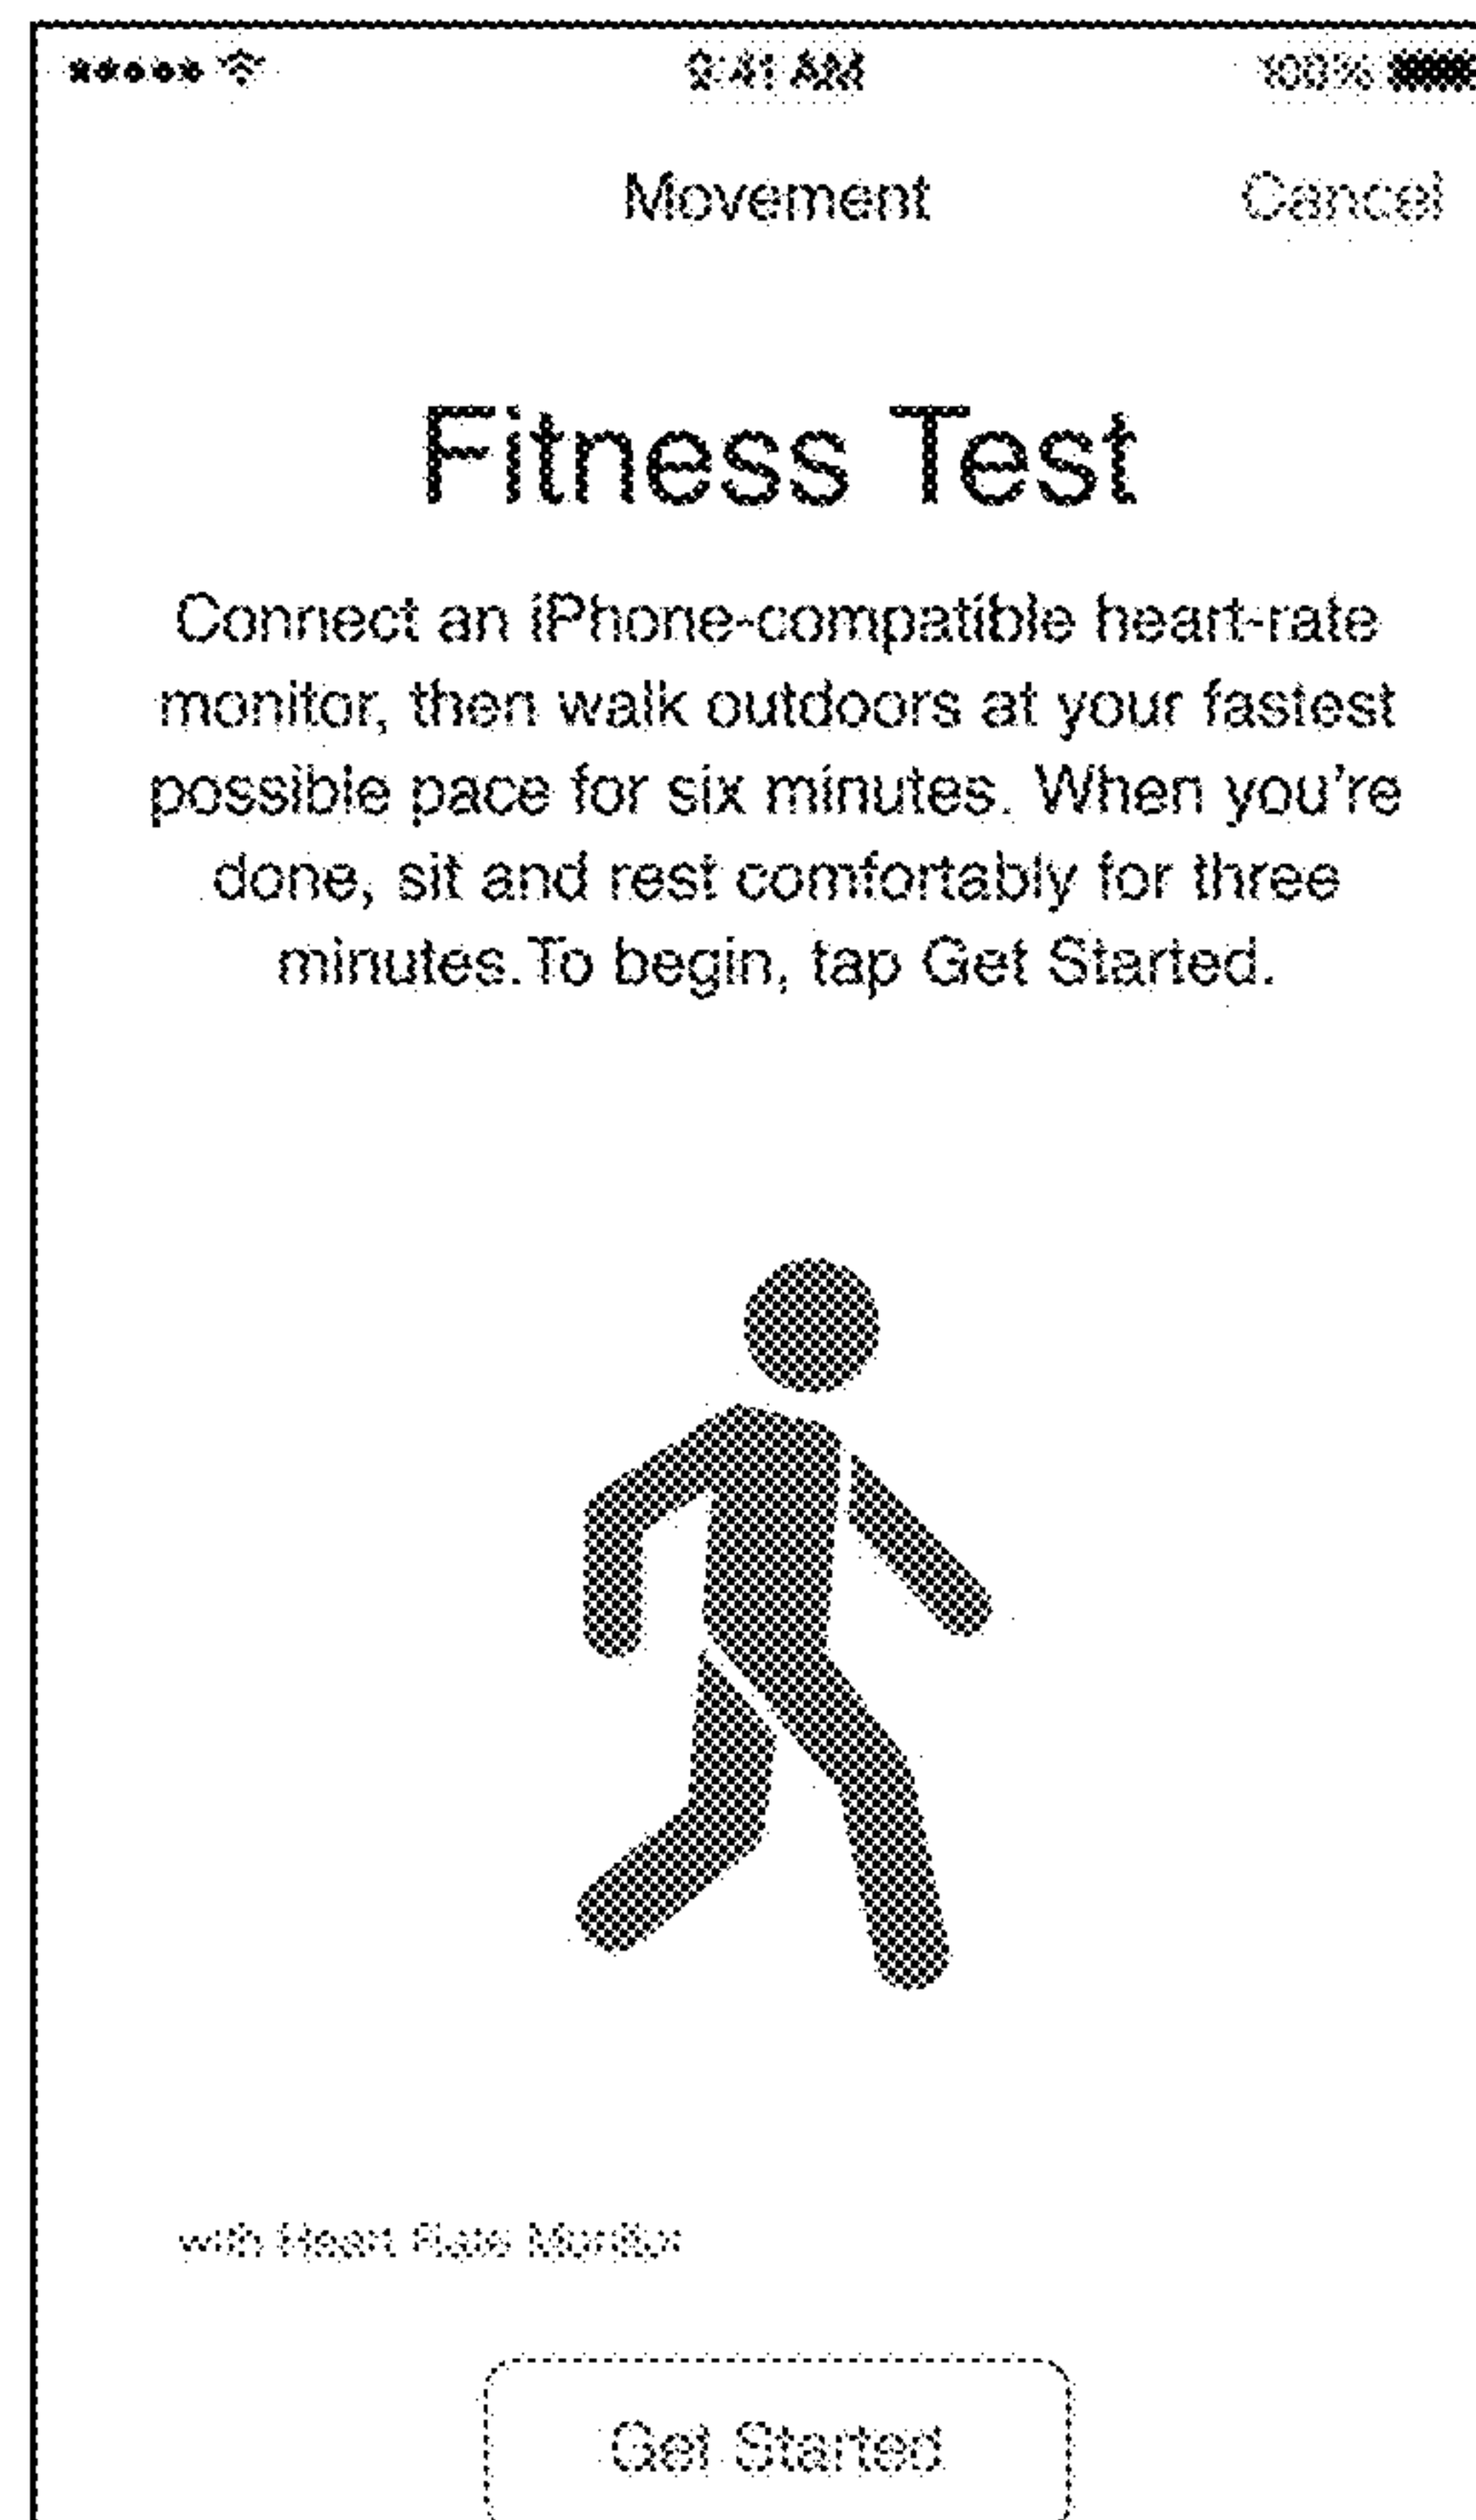 9:41 AM 100%
Movement Cancel
Fitness Test
Connect an iPhone-compatible heart-rate
monitor, then walk outdoors at your fastest
possible pace for six minutes. When you're
done, sit and rest comfortably for three
minutes.To begin, tap Get Started.
with Heart Rate Monitor
Get Started